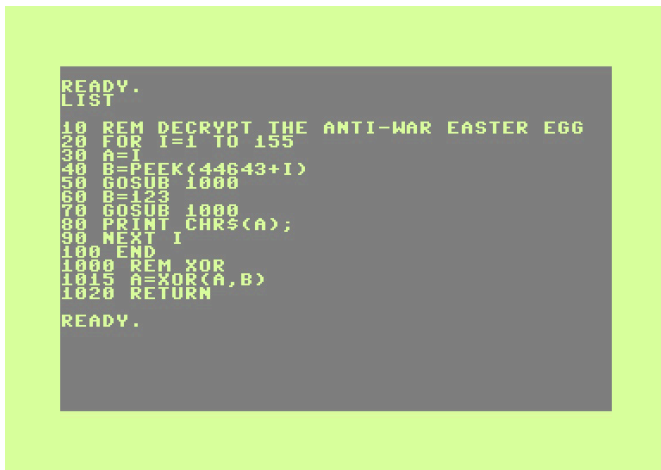 READY.
LIST
10 REM DECRYPT THE ANTI-WAR EASTER EGG
20 FOR I=1 TO 155
30 A=I
40 B=PEEK(44643+I)
50 GOSUB 1000
60 B=123
70 GOSUB 1000
80 PRINT CHR$(A);
90 NEXT I
100 END
1000 REM XOR
1015 A=XOR(A,B)
1020 RETURN
READY.